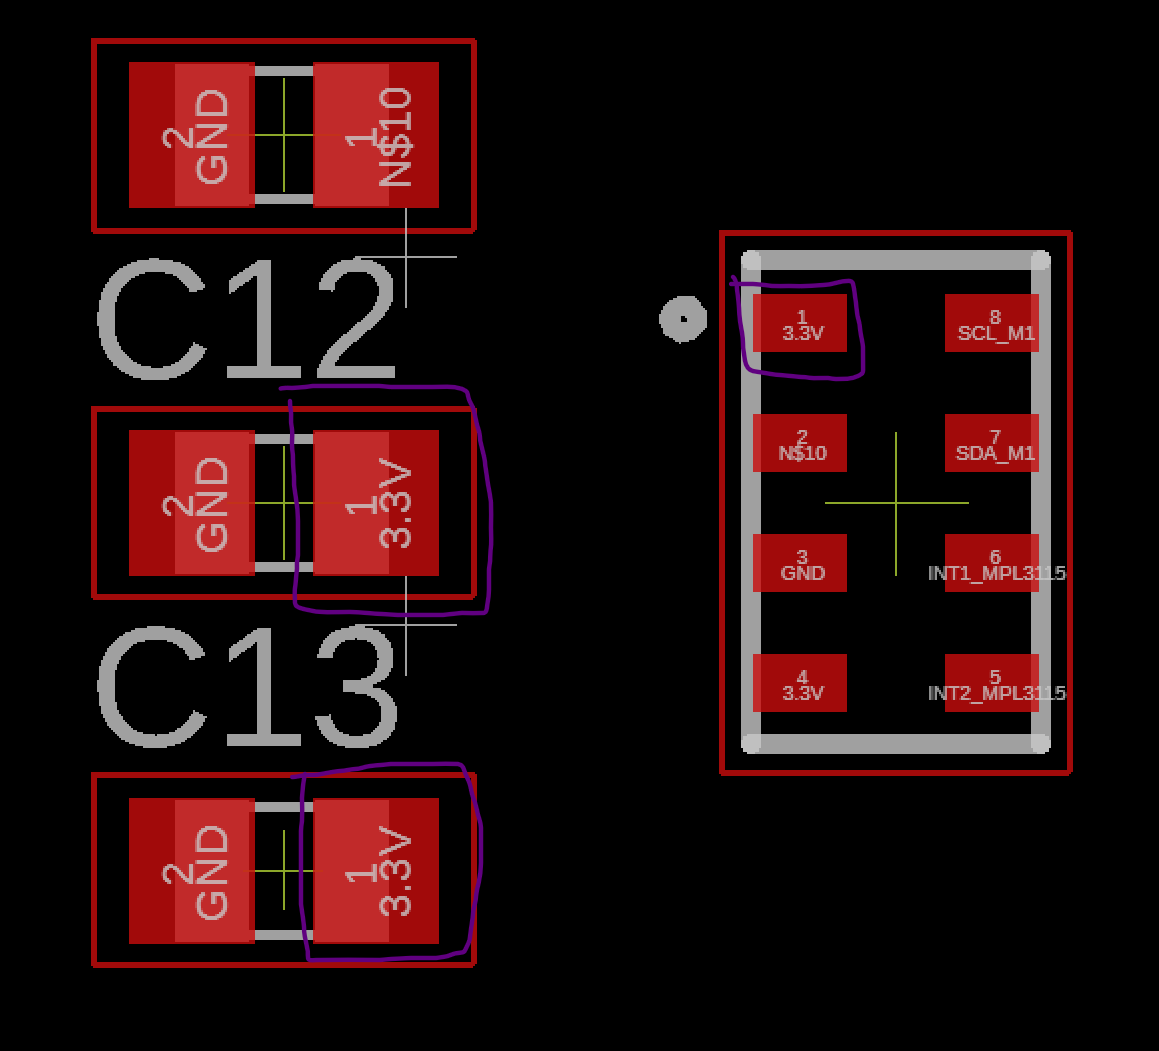 2
GND
1
N$10
C12
2
GND
1
3.3V
C13
2
GND
1
3.3V
1
3.3V
8
SCL_M1
2
N$10
7
SDA_M1
3
GND
6
INT1_MPL3115
4
3.3V
5
INT2_MPL3115